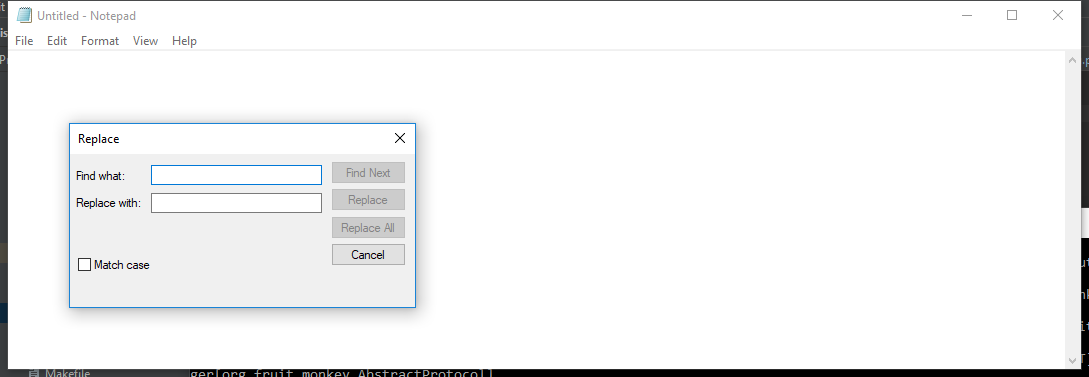 Untitled - Notepad
File Edit Format View Help
Replace
Find what:
Find Next
Replace with:
Replace
Replace All
Cancel
Match case
Makefile
ger[org.fruit.monkey.AbstractProtocol]